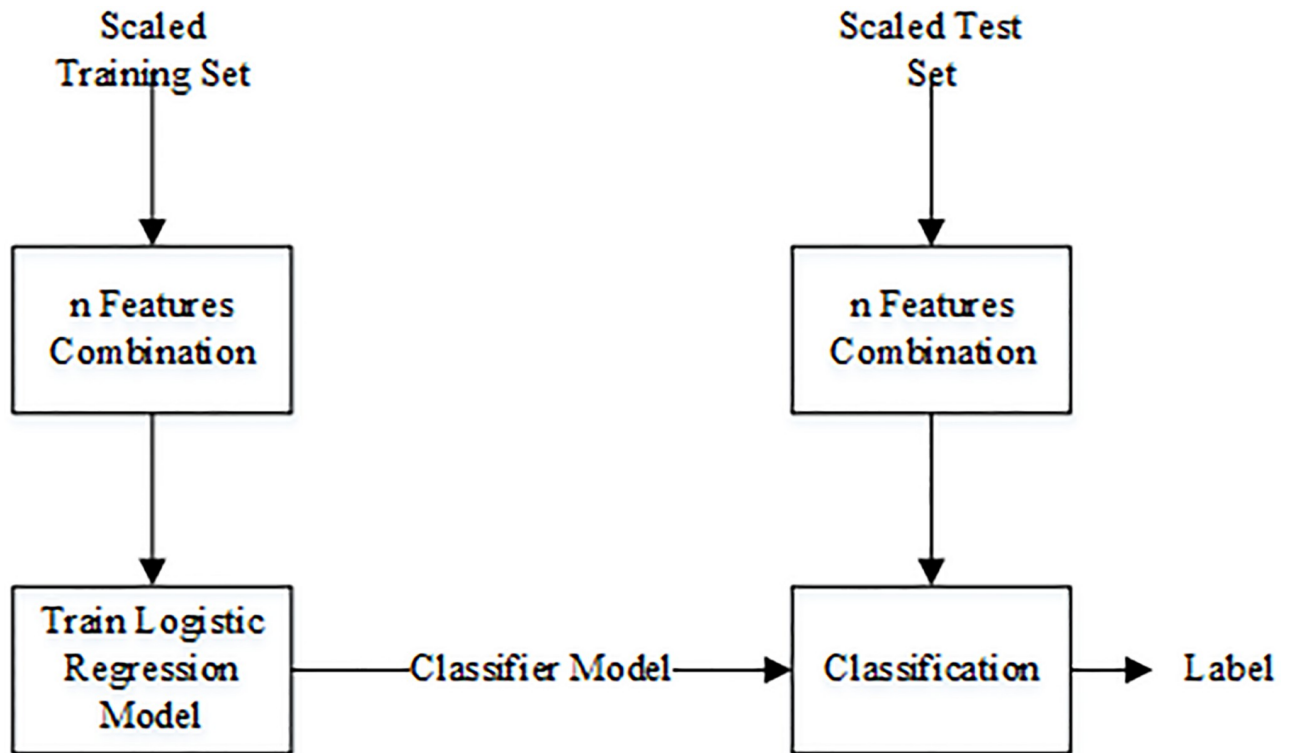 Scaled
Training Set
Scaled Test
Set
n Features
Combination
n Features
Combination
Train Logistic
Regression
Model
Classifier Model
Classification
Label